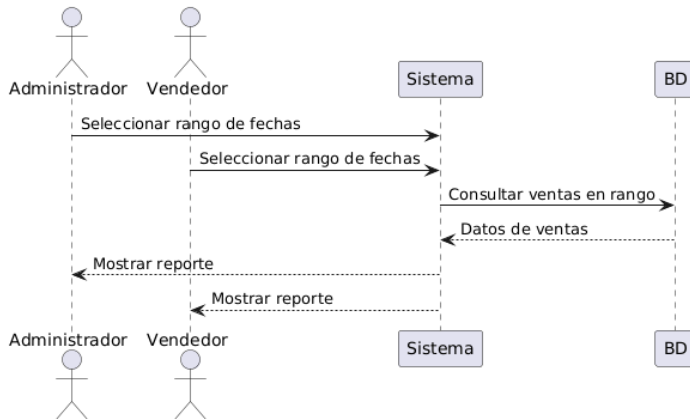 Administrador Vendedor Sistema BD
Seleccionar rango de fechas
Seleccionar rango de fechas
Consultar ventas en rango
Datos de ventas
Mostrar reporte
Mostrar reporte
Administrador Vendedor Sistema BD